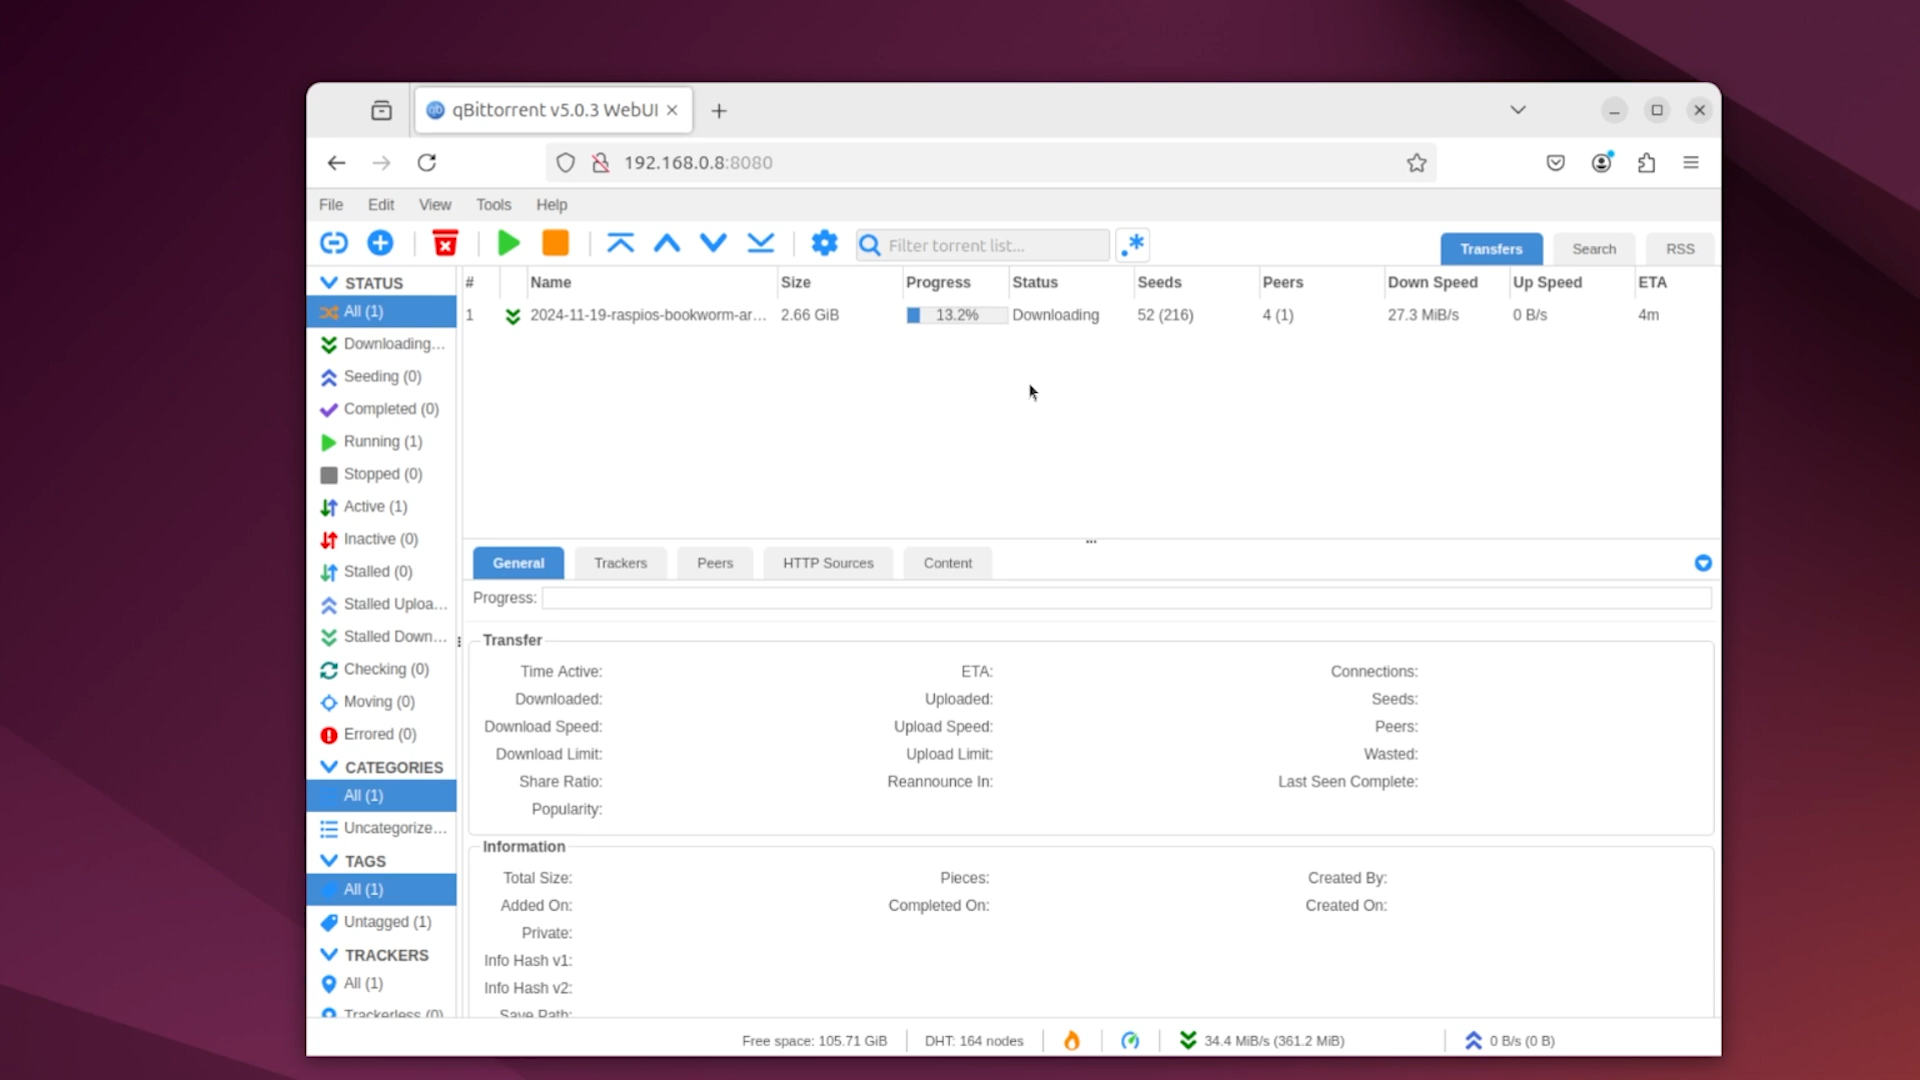 qBittorrent v5.0.3 WebUI
192.168.0.8:8080
File Edit View Tools Help
Filter torrent list...
.*
Transfers Search RSS
STATUS
All (1)
Downloading...
Seeding (0)
Completed (0)
Running (1)
Stopped (0)
Active (1)
Inactive (0)
Stalled (0)
Stalled Uploa...
Stalled Down...
Checking (0)
Moving (0)
Errored (0)
CATEGORIES
All (1)
Uncategorize...
TAGS
All (1)
Untagged (1)
TRACKERS
All (1)
Trackerless (0)
# Name Size Progress Status Seeds Peers Down Speed Up Speed ETA
1 2024-11-19-raspios-bookworm-ar... 2.66 GiB 13.2% Downloading 52 (216) 4 (1) 27.3 MiB/s 0 B/s 4m
General Trackers Peers HTTP Sources Content
Progress:
Transfer
Time Active: ETA: Connections:
Downloaded: Uploaded: Seeds:
Download Speed: Upload Speed: Peers:
Download Limit: Upload Limit: Wasted:
Share Ratio: Reannounce In: Last Seen Complete:
Popularity:
Information
Total Size: Pieces: Created By:
Added On: Completed On: Created On:
Private:
Info Hash v1:
Info Hash v2:
Save Path:
Free space: 105.71 GiB DHT: 164 nodes 34.4 MiB/s (361.2 MiB) 0 B/s (0 B)